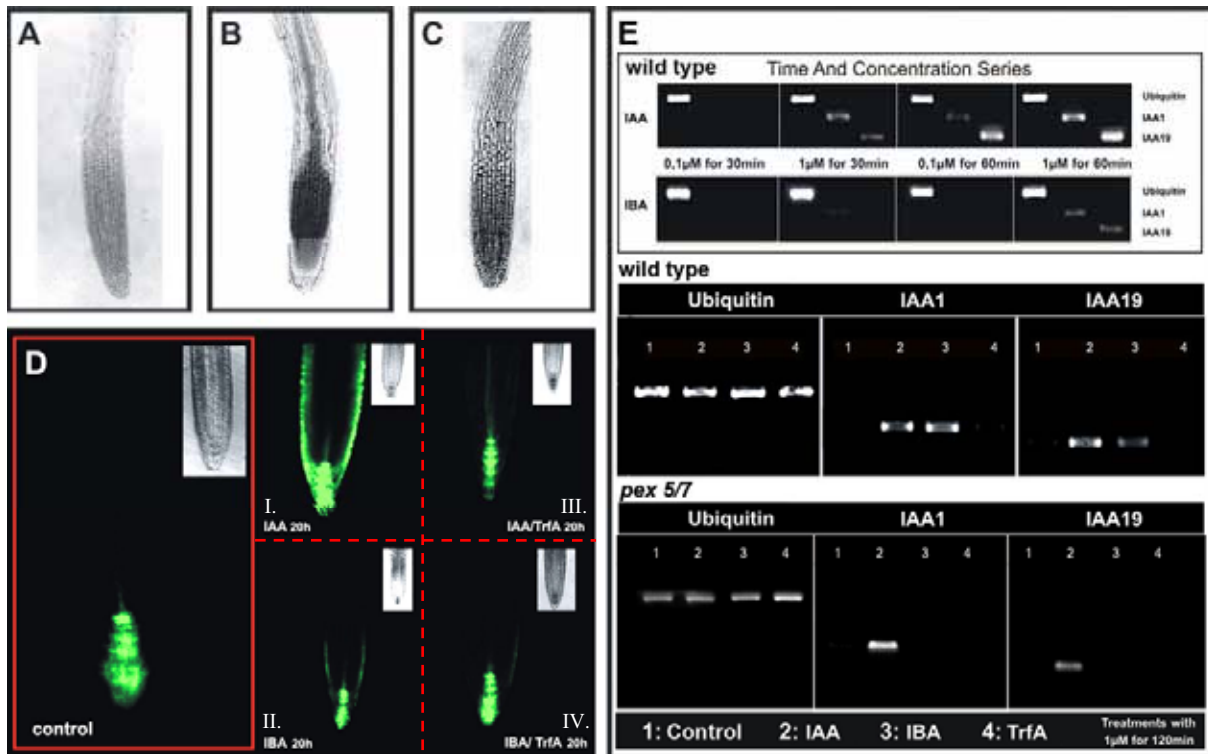 A
B
C
D
control
I.
IAA 20h
III.
IAA/TrfA 20h
II.
IBA 20h
IV.
IBA/ TrfA 20h
E
wild type Time And Concentration Series
IAA
Ubiquitin
IAA1
IAA19
0,1µM for 30min 1µM for 30min 0,1µM for 60min 1µM for 60min
IBA
Ubiquitin
IAA1
IAA19
wild type
Ubiquitin IAA1 IAA19
1 2 3 4 1 2 3 4 1 2 3 4
pex 5/7
Ubiquitin IAA1 IAA19
1 2 3 4 1 2 3 4 1 2 3 4
1: Control 2: IAA 3: IBA 4: TrfA
Treatments with
1µM for 120min